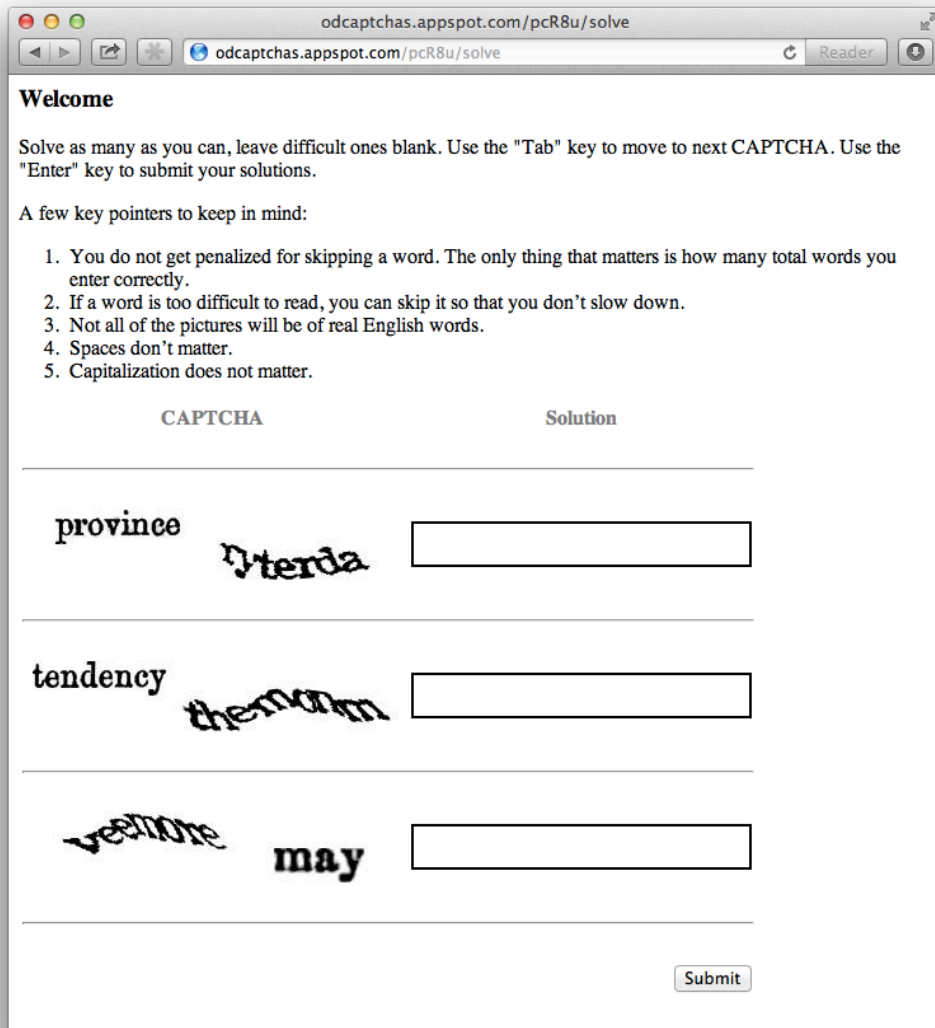 odcaptchas.appspot.com/pcR8u/solve
odcaptchas.appspot.com/pcR8u/solve Reader
Welcome
Solve as many as you can, leave difficult ones blank. Use the "Tab" key to move to next CAPTCHA. Use the
"Enter" key to submit your solutions.
A few key pointers to keep in mind:
1. You do not get penalized for skipping a word. The only thing that matters is how many total words you
enter correctly.
2. If a word is too difficult to read, you can skip it so that you don’t slow down.
3. Not all of the pictures will be of real English words.
4. Spaces don’t matter.
5. Capitalization does not matter.
CAPTCHA Solution
province
tendency
veemore
may
Submit